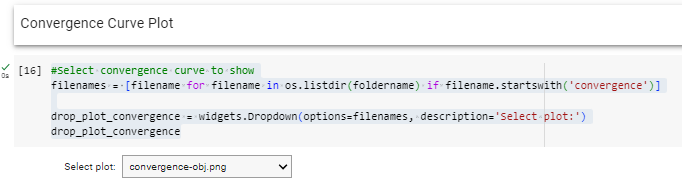 Convergence Curve Plot
[16] #Select convergence curve to show
0s filenames = [filename for filename in os.listdir(foldername) if filename.startswith('convergence')]
drop_plot_convergence = widgets.Dropdown(options=filenames, description='Select plot:')
drop_plot_convergence
Select plot: convergence-obj.png